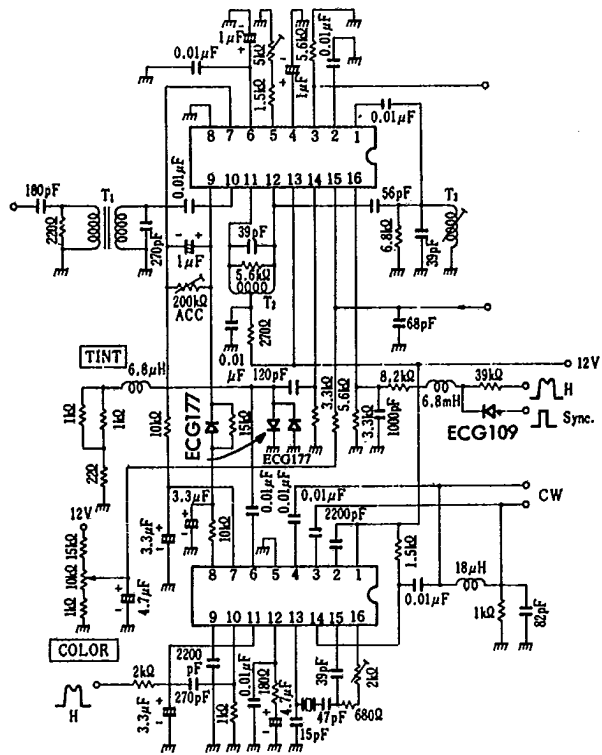 0.01µF
1µF
5kΩ
1.5kΩ
1µF
5.6kΩ
0.01µF
0.01µF
8 7 6 5 4 3 2 1
9 10 11 12 13 14 15 16
180pF
T₁
220Ω
270pF
0.01µF
1µF
200kΩ
ACC
39pF
5.6kΩ
T₂
56pF
6.8kΩ
39pF
T₃
68pF
0.01
µF
270Ω
12V
TINT
6.8µH
120pF
1kΩ
1kΩ
22Ω
10kΩ
ECG177
15kΩ
ECG177
3.3kΩ
5.6kΩ
3.3kΩ
8.2kΩ
1000pF
6.8mH
39kΩ
H
ECG109
Sync.
12V
15kΩ
10kΩ
1kΩ
4.7µF
3.3µF
3.3µF
10kΩ
0.01µF
0.01µF
0.01µF
2200pF
CW
1.5kΩ
0.01µF
18µH
1kΩ
82pF
8 7 6 5 4 3 2 1
9 10 11 12 13 14 15 16
COLOR
H
2kΩ
3.3µF
2200
pF
270pF
1kΩ
0.01µF
180Ω
4.7µF
15pF
47pF
39pF
680Ω
2kΩ